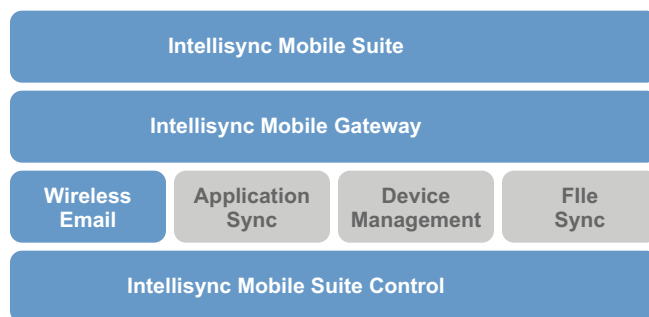 Intellisync Mobile Suite
Intellisync Mobile Gateway
Wireless
Email
Application
Sync
Device
Management
FIle
Sync
Intellisync Mobile Suite Control